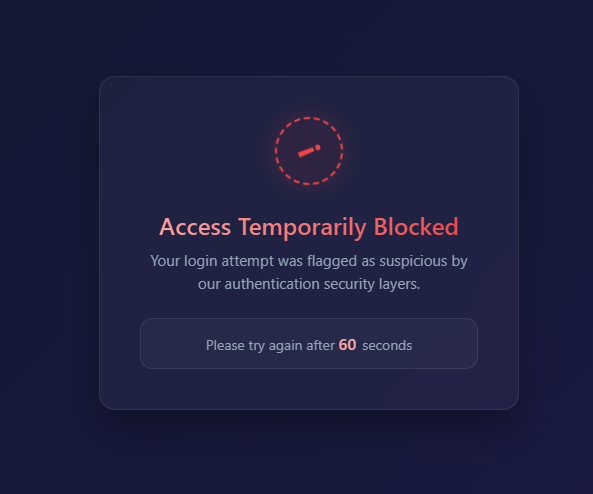 Access Temporarily Blocked
Your login attempt was flagged as suspicious by
our authentication security layers.
Please try again after 60 seconds